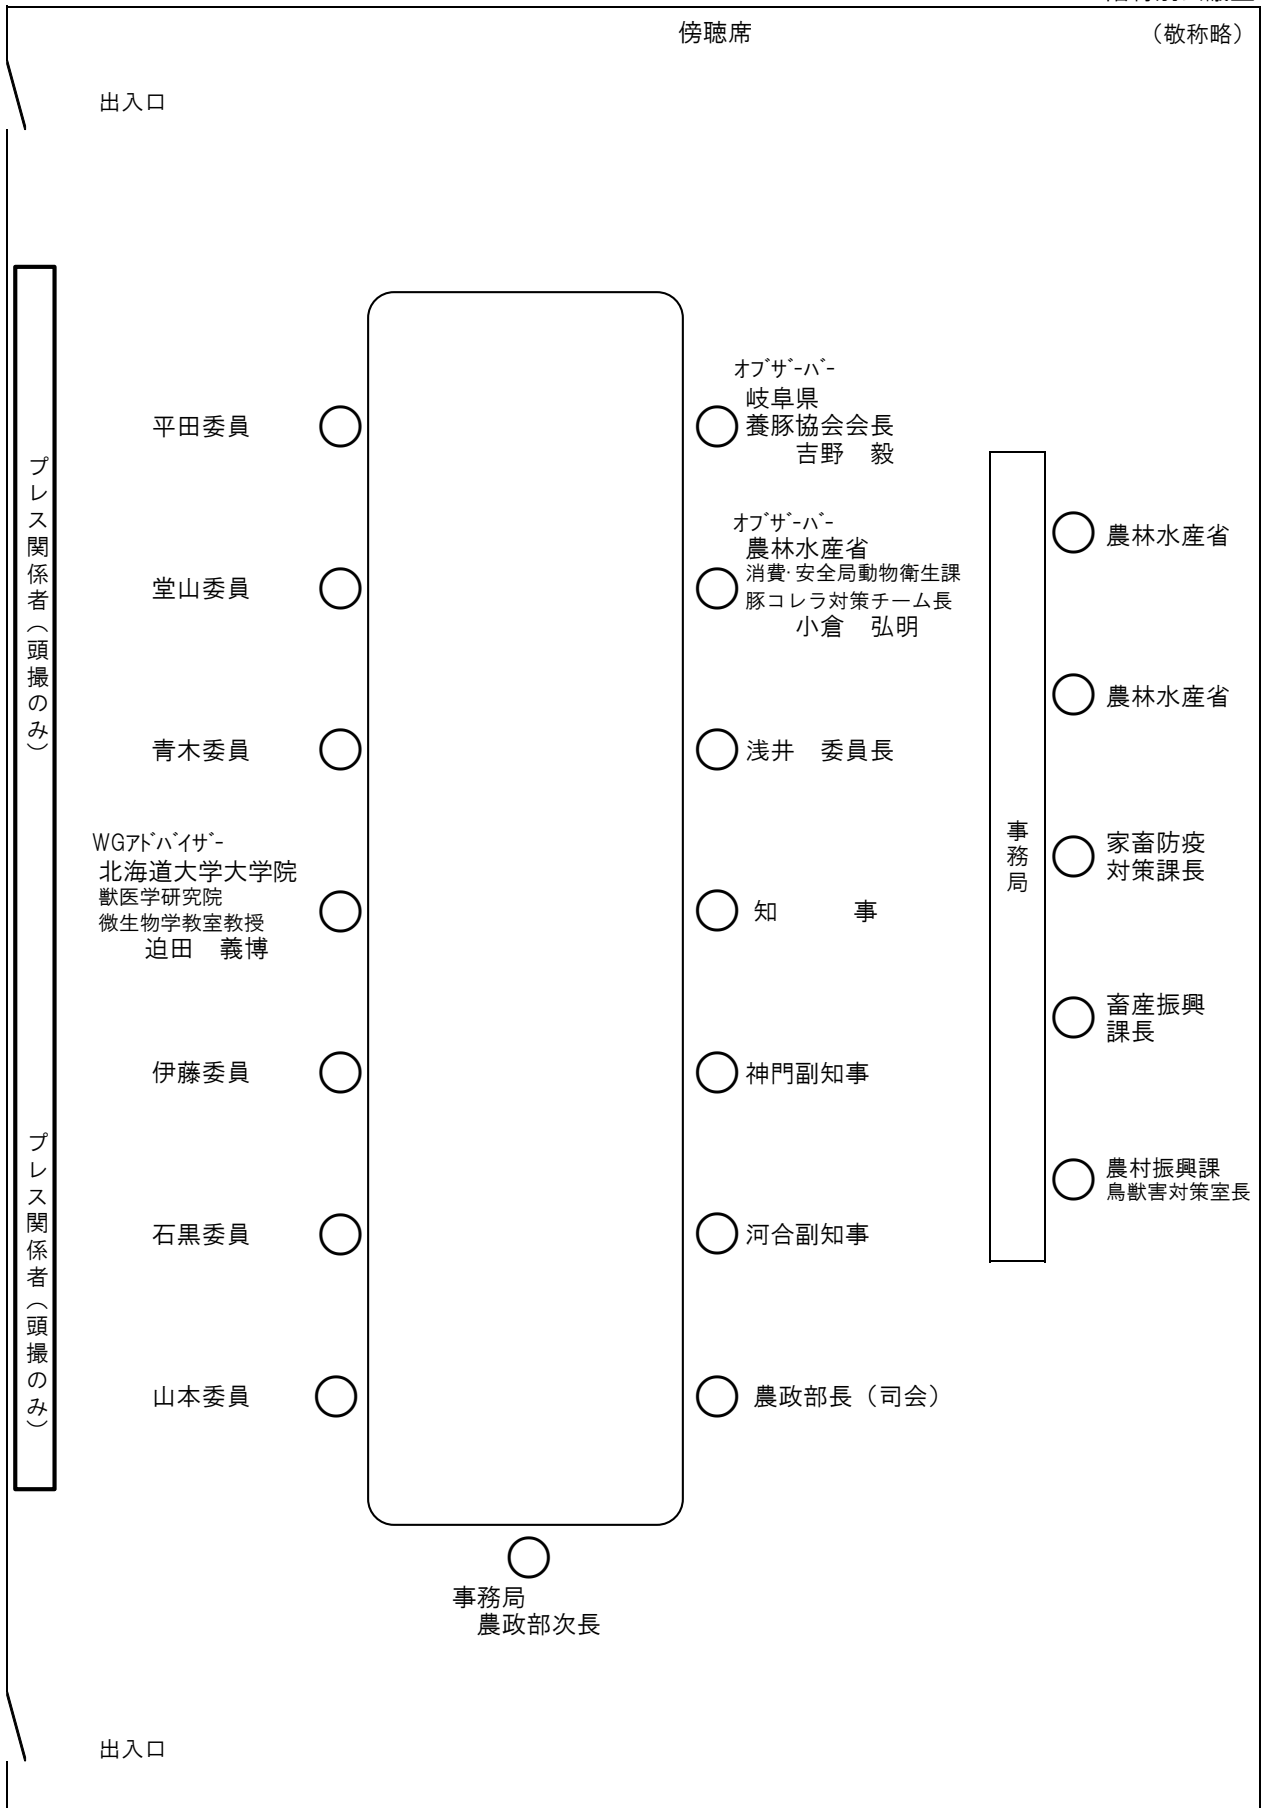 傍聴席
（敬称略）
出入口
プレス関係者（頭撮のみ）
プレス関係者（頭撮のみ）
平田委員
堂山委員
青木委員
WGｱﾄﾞﾊﾞｲｻﾞｰ
北海道大学大学院
獣医学研究院
微生物学教室教授
迫田　義博
伊藤委員
石黒委員
山本委員
ｵﾌﾞｻﾞｰﾊﾞｰ
岐阜県
養豚協会会長
吉野　毅
ｵﾌﾞｻﾞｰﾊﾞｰ
農林水産省
消費･安全局動物衛生課
豚コレラ対策チーム長
小倉　弘明
浅井　委員長
知　　　事
神門副知事
河合副知事
農政部長（司会）
事務局
農林水産省
農林水産省
家畜防疫
対策課長
畜産振興
課長
農村振興課
鳥獣害対策室長
事務局
農政部次長
出入口